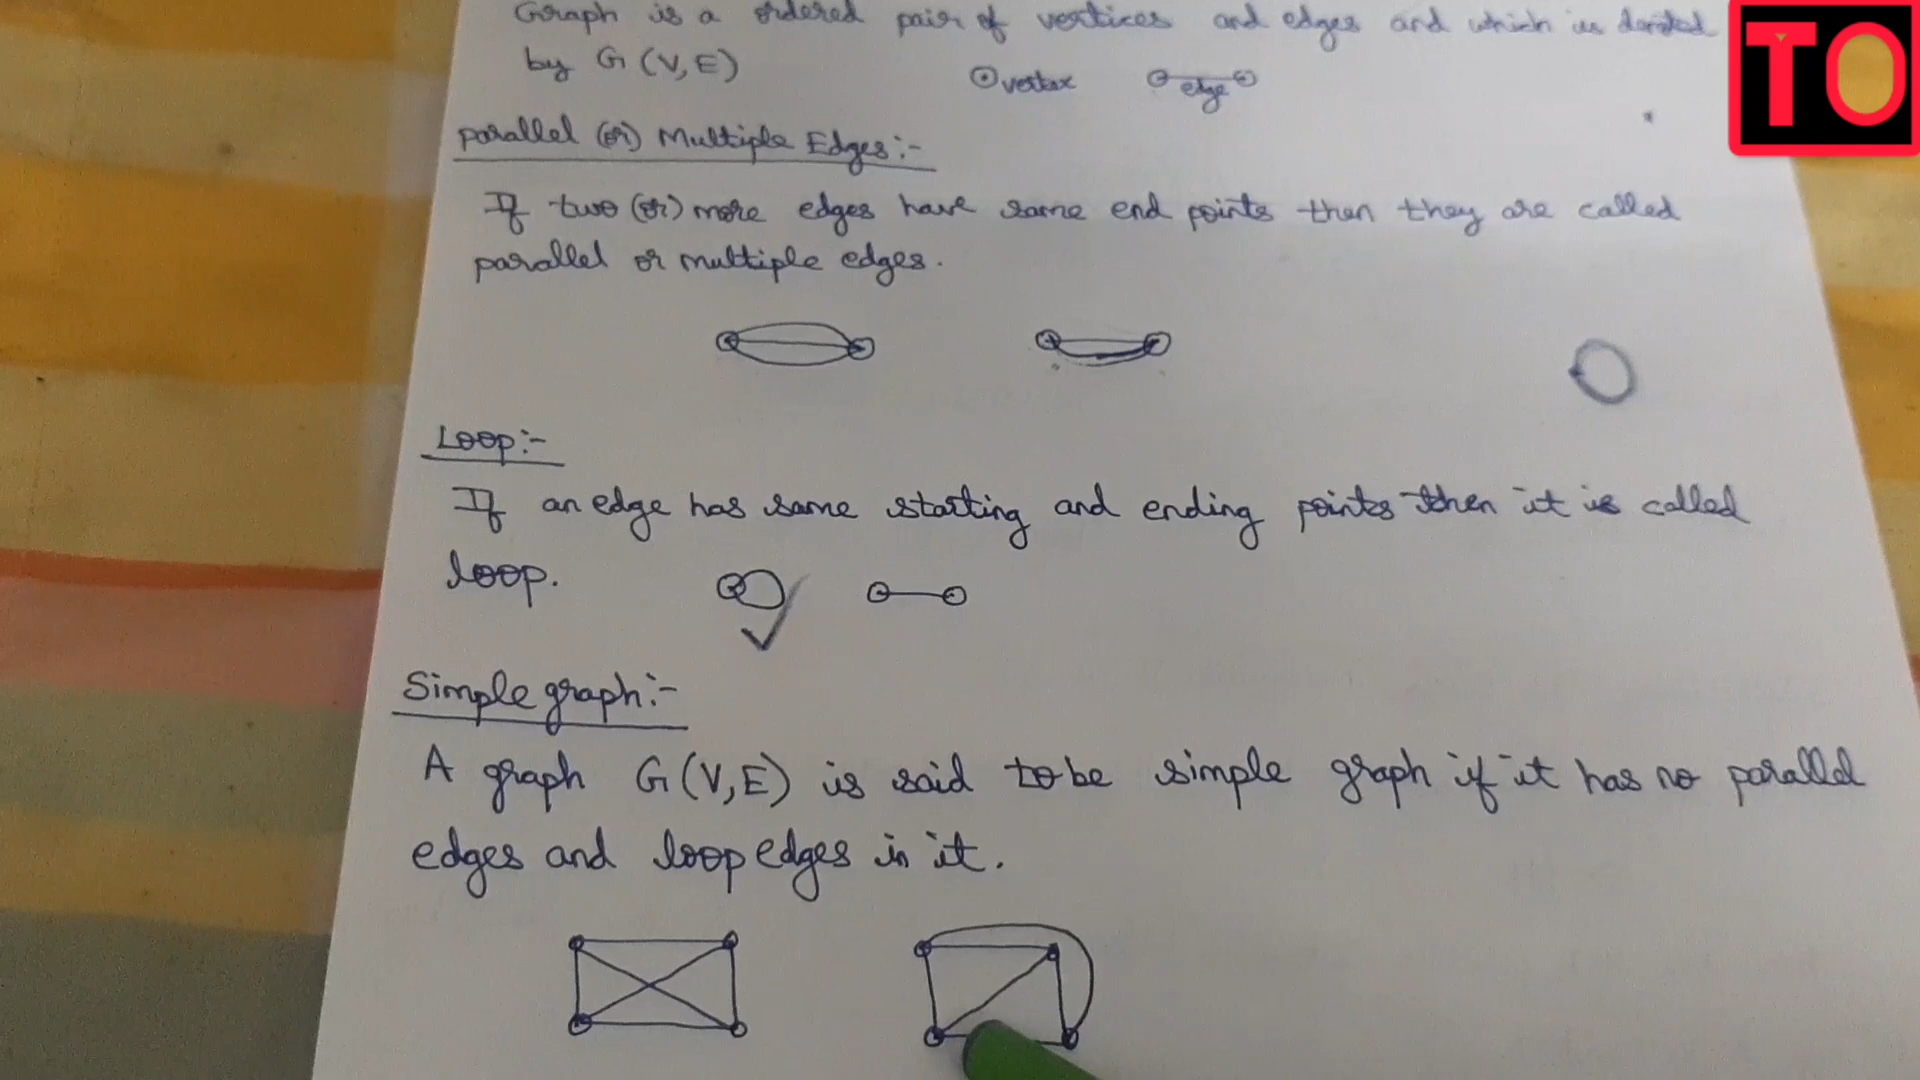 Graph is a ordered pair of vertices and edges and which is denoted
by G(V,E) vertex edge
parallel (or) Multiple Edges:-
If two (or) more edges have same end points then they are called
parallel or multiple edges.
Loop:-
If an edge has same starting and ending points then it is called
loop.
Simple graph:-
A graph G(V,E) is said to be simple graph if it has no parallel
edges and loop edges in it.
TO